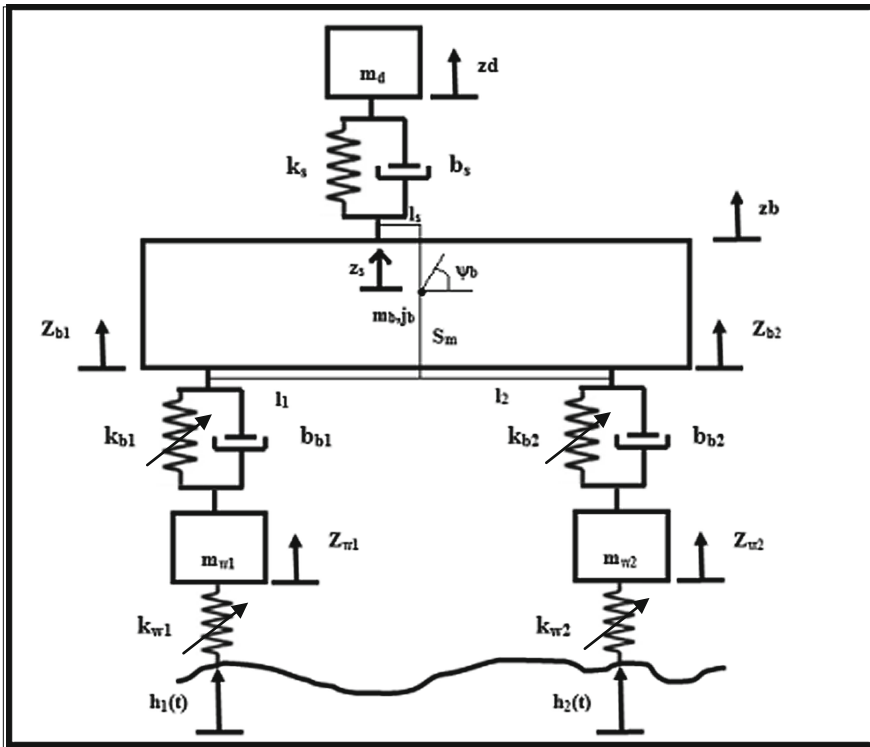 m_d
zd
k_s
b_s
l_s
zb
z_s
ψ_b
m_b,j_b
S_m
Z_b1
Z_b2
l_1
l_2
k_b1
b_b1
k_b2
b_b2
m_w1
Z_w1
m_w2
Z_w2
k_w1
k_w2
h_1(t)
h_2(t)